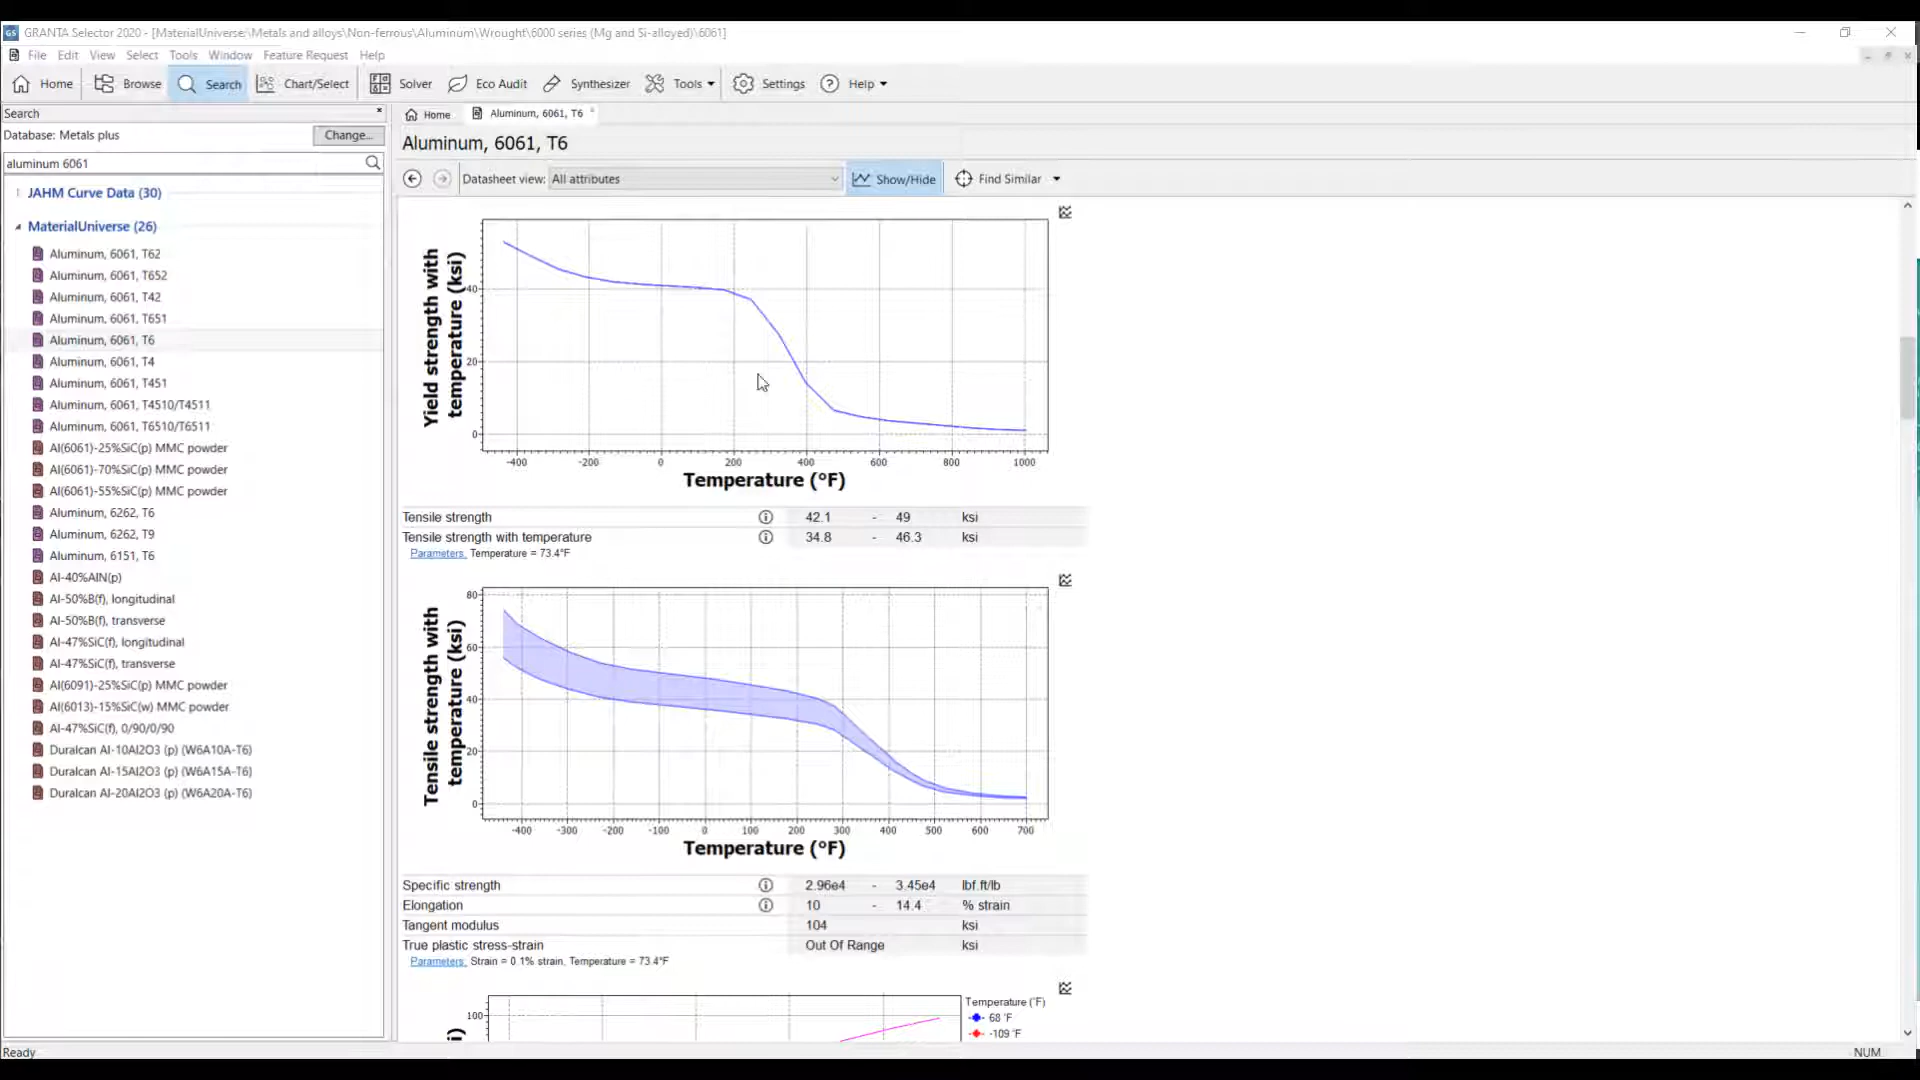 GRANTA Selector 2020 - [MaterialUniverse:\Metals and alloys\Non-ferrous\Aluminum\Wrought\6000 series (Mg and Si-alloyed)\6061]
File Edit View Select Tools Window Feature Request Help
Home Browse Search Chart/Select Solver Eco Audit Synthesizer Tools Settings Help
Search
Database: Metals plus Change...
aluminum 6061
JAHM Curve Data (30)
MaterialUniverse (26)
Aluminum, 6061, T62
Aluminum, 6061, T652
Aluminum, 6061, T42
Aluminum, 6061, T651
Aluminum, 6061, T6
Aluminum, 6061, T4
Aluminum, 6061, T451
Aluminum, 6061, T4510/T4511
Aluminum, 6061, T6510/T6511
Al(6061)-25%SiC(p) MMC powder
Al(6061)-70%SiC(p) MMC powder
Al(6061)-55%SiC(p) MMC powder
Aluminum, 6262, T6
Aluminum, 6262, T9
Aluminum, 6151, T6
Al-40%AlN(p)
Al-50%B(f), longitudinal
Al-50%B(f), transverse
Al-47%SiC(f), longitudinal
Al-47%SiC(f), transverse
Al(6091)-25%SiC(p) MMC powder
Al(6013)-15%SiC(w) MMC powder
Al-47%SiC(f), 0/90/0/90
Duralcan Al-10Al2O3 (p) (W6A10A-T6)
Duralcan Al-15Al2O3 (p) (W6A15A-T6)
Duralcan Al-20Al2O3 (p) (W6A20A-T6)
Home Aluminum, 6061, T6
Aluminum, 6061, T6
Datasheet view: All attributes Show/Hide Find Similar
Yield strength with
temperature (ksi)
40
20
0
-400 -200 0 200 400 600 800 1000
Temperature (°F)
Tensile strength 42.1 - 49 ksi
Tensile strength with temperature 34.8 - 46.3 ksi
Parameters: Temperature = 73.4°F
Tensile strength with
temperature (ksi)
80
60
40
20
0
-400 -300 -200 -100 0 100 200 300 400 500 600 700
Temperature (°F)
Specific strength 2.96e4 - 3.45e4 lbf.ft/lb
Elongation 10 - 14.4 % strain
Tangent modulus 104 ksi
True plastic stress-strain Out Of Range ksi
Parameters: Strain = 0.1% strain, Temperature = 73.4°F
100
i)
Temperature (°F)
68 °F
-109 °F
Ready NUM